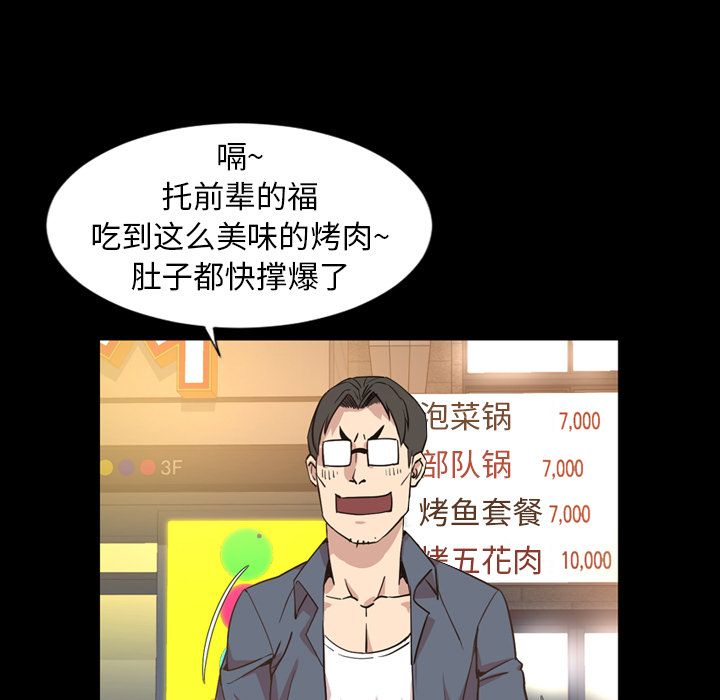 嗝~
托前辈的福
吃到这么美味的烤肉~
肚子都快撑爆了
泡菜锅 7,000
部队锅 7,000
3F
烤鱼套餐 7,000
烤五花肉 10,000